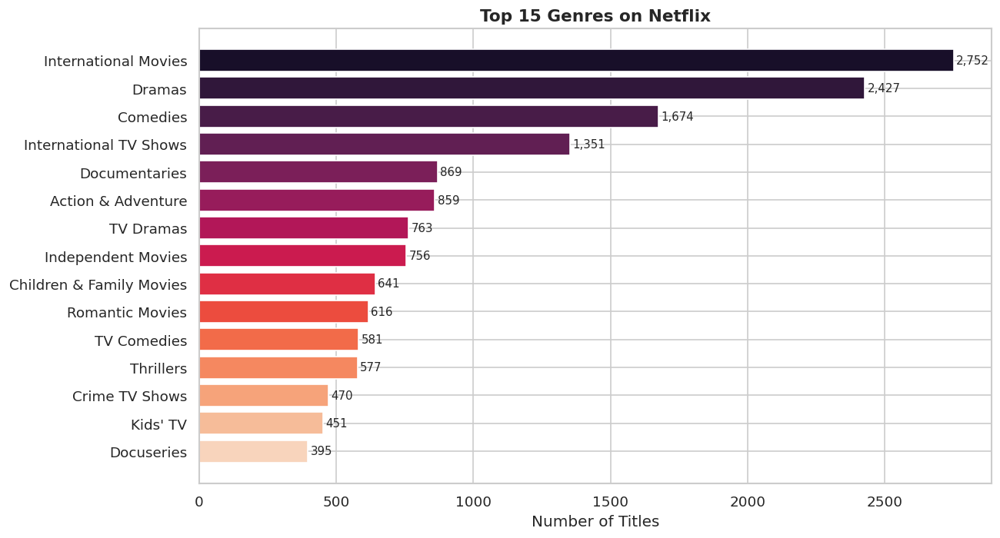 Top 15 Genres on Netflix
International Movies 2,752
Dramas 2,427
Comedies 1,674
International TV Shows 1,351
Documentaries 869
Action & Adventure 859
TV Dramas 763
Independent Movies 756
Children & Family Movies 641
Romantic Movies 616
TV Comedies 581
Thrillers 577
Crime TV Shows 470
Kids' TV 451
Docuseries 395
0 500 1000 1500 2000 2500
Number of Titles